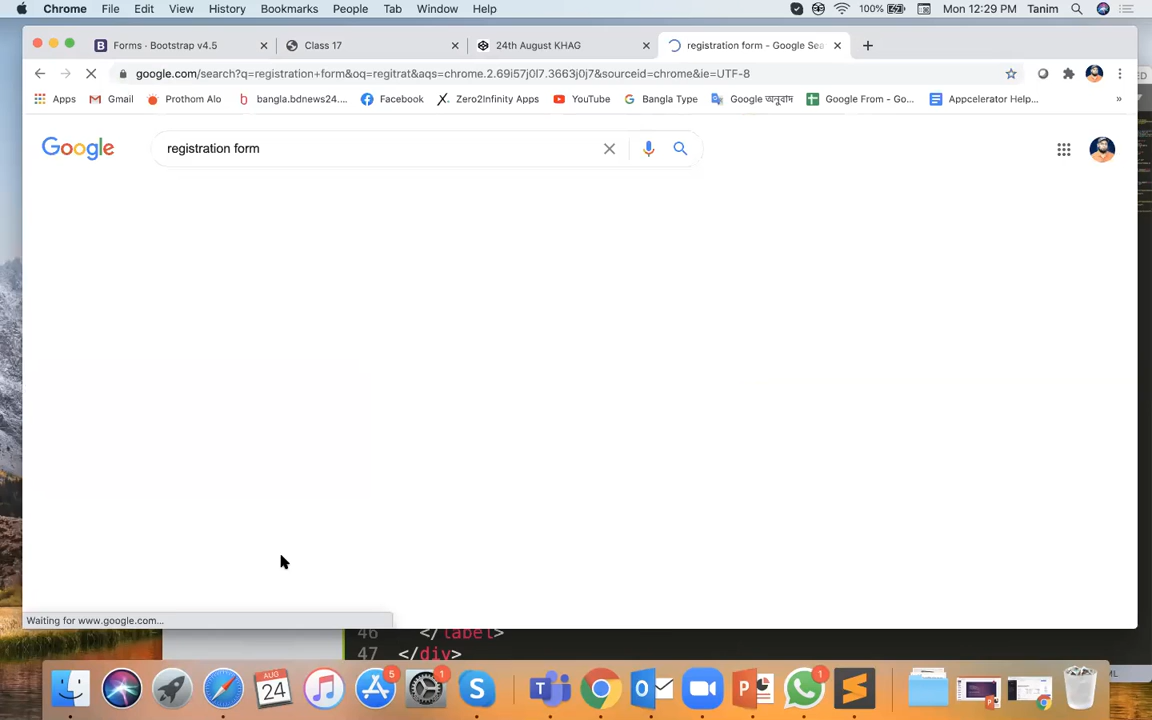 Chrome File Edit View History Bookmarks People Tab Window Help 100% Mon 12:29 PM Tanim
Forms · Bootstrap v4.5 Class 17 24th August KHAG registration form - Google Sea
google.com/search?q=registration+form&oq=regitrat&aqs=chrome.2.69i57j0l7.3663j0j7&sourceid=chrome&ie=UTF-8
Apps Gmail Prothom Alo bangla.bdnews24.... Facebook Zero2Infinity Apps YouTube Bangla Type Google অনুবাদ Google From - Go... Appcelerator Help... »
Google registration form
Waiting for www.google.com...
46 </label>
47 </div>
AUG 5 1 1
24